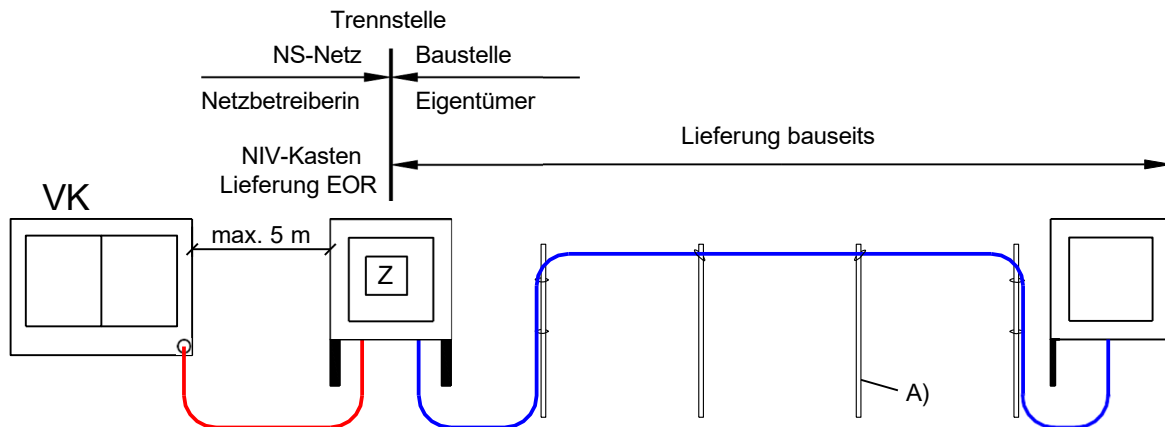 Trennstelle
NS-Netz
Baustelle
Netzbetreiberin
Eigentümer
Lieferung bauseits
NIV-Kasten
Lieferung EOR
VK
max. 5 m
Z
A)